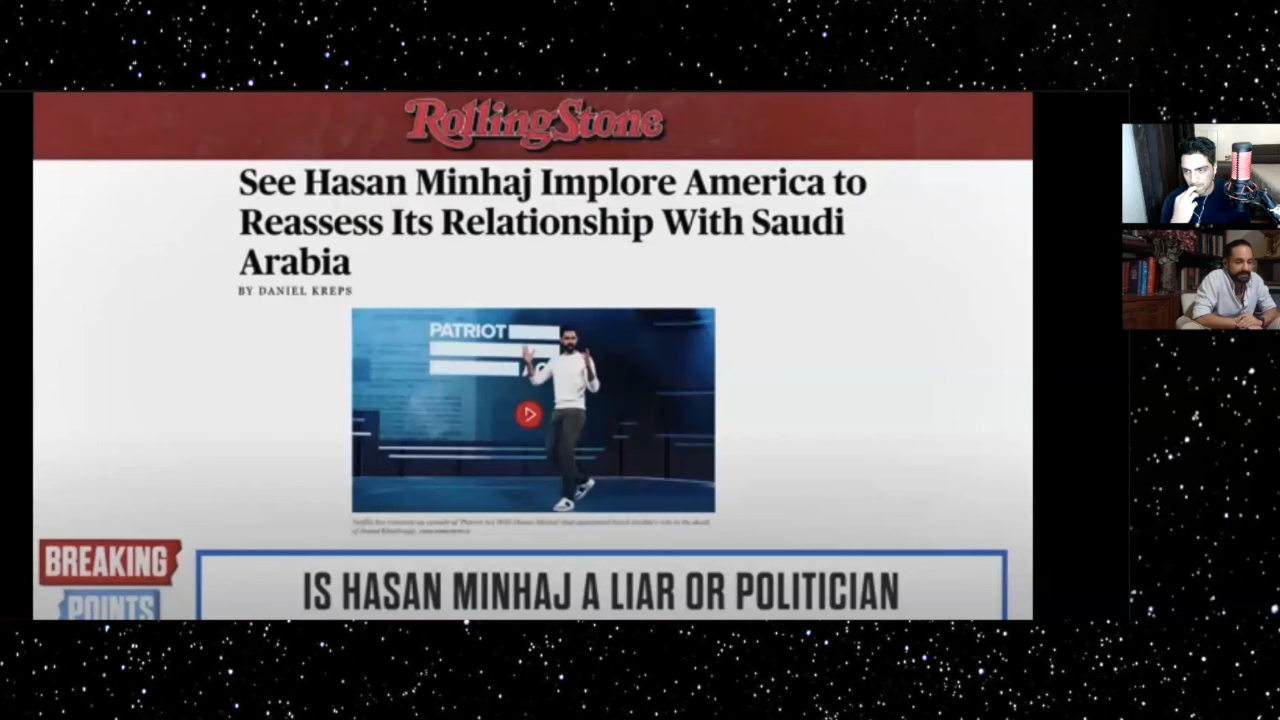 RollingStone
See Hasan Minhaj Implore America to
Reassess Its Relationship With Saudi
Arabia
BY DANIEL KREPS
PATRIOT
BREAKING
POINTS
IS HASAN MINHAJ A LIAR OR POLITICIAN